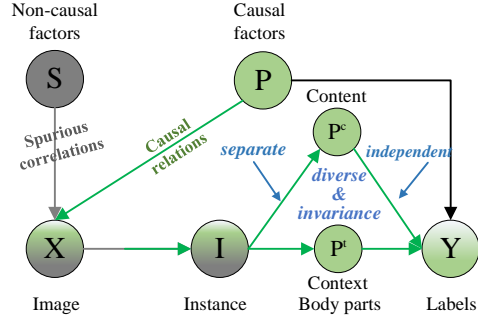 Non-causal
factors
Causal
factors
S
P
Content
Spurious
correlations
Causal
relations
separate
P^c
independent
diverse
&
invariance
X
I
P^t
Y
Image
Instance
Context
Body parts
Labels